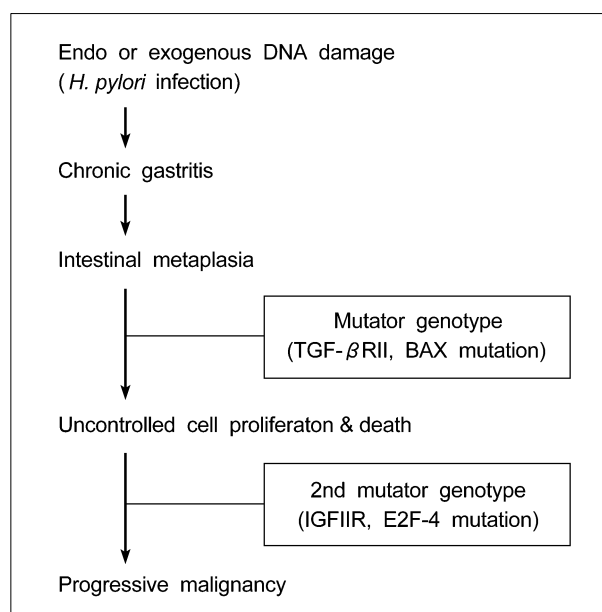 Endo or exogenous DNA damage
(H. pylori infection)
Chronic gastritis
Intestinal metaplasia
Mutator genotype
(TGF-βRII, BAX mutation)
Uncontrolled cell proliferaton & death
2nd mutator genotype
(IGFIIR, E2F-4 mutation)
Progressive malignancy